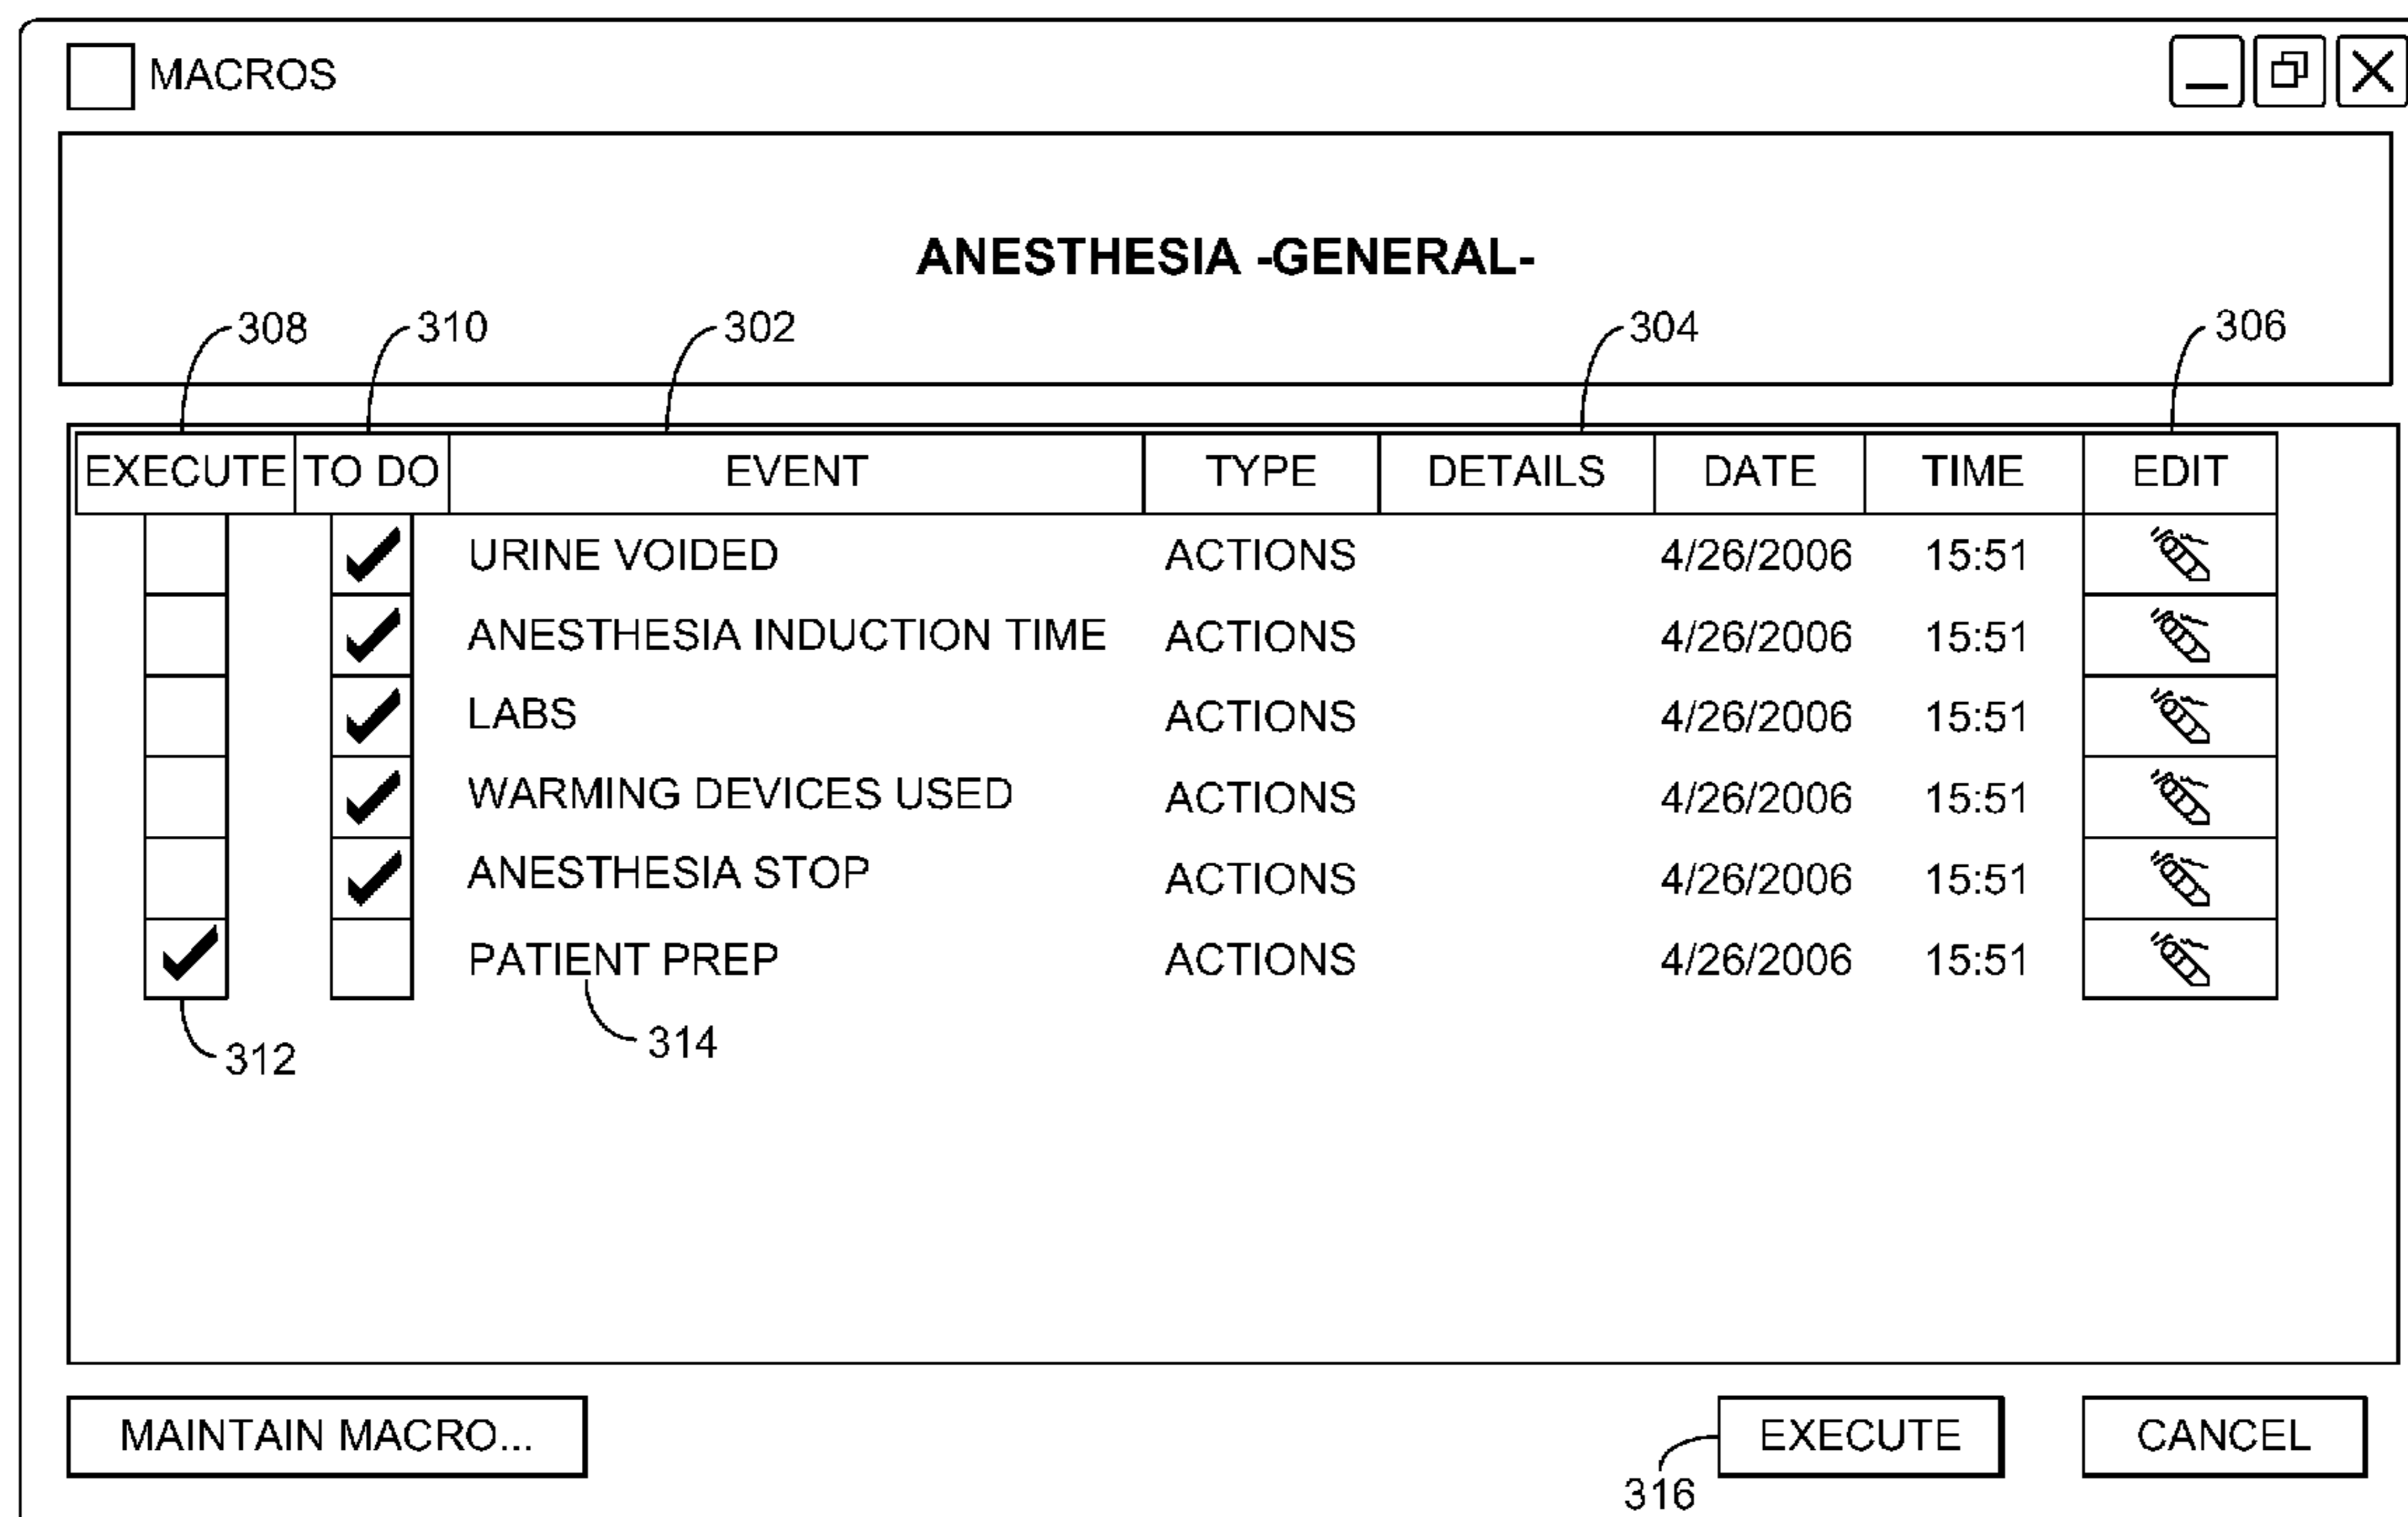 MACROS
ANESTHESIA -GENERAL-
308 310 302 304 306
EXECUTE TO DO EVENT TYPE DETAILS DATE TIME EDIT
URINE VOIDED ACTIONS 4/26/2006 15:51
ANESTHESIA INDUCTION TIME ACTIONS 4/26/2006 15:51
LABS ACTIONS 4/26/2006 15:51
WARMING DEVICES USED ACTIONS 4/26/2006 15:51
ANESTHESIA STOP ACTIONS 4/26/2006 15:51
PATIENT PREP ACTIONS 4/26/2006 15:51
312 314
MAINTAIN MACRO... EXECUTE CANCEL
316